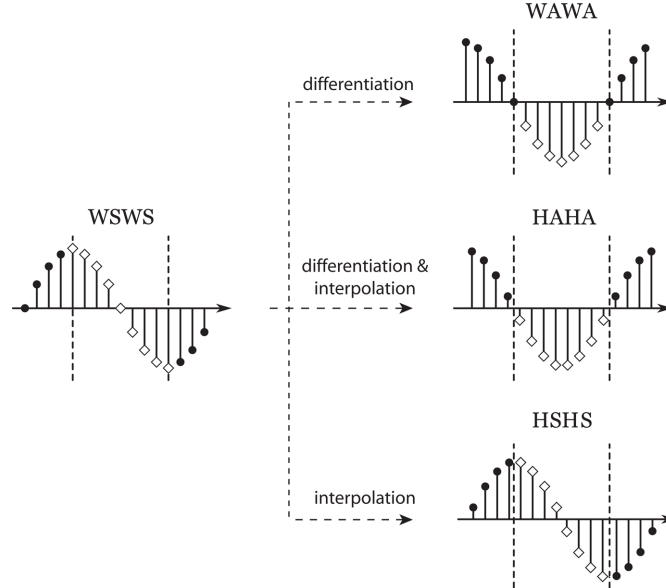 WAWA
differentiation
WSWS
HAHA
differentiation &
interpolation
HSHS
interpolation